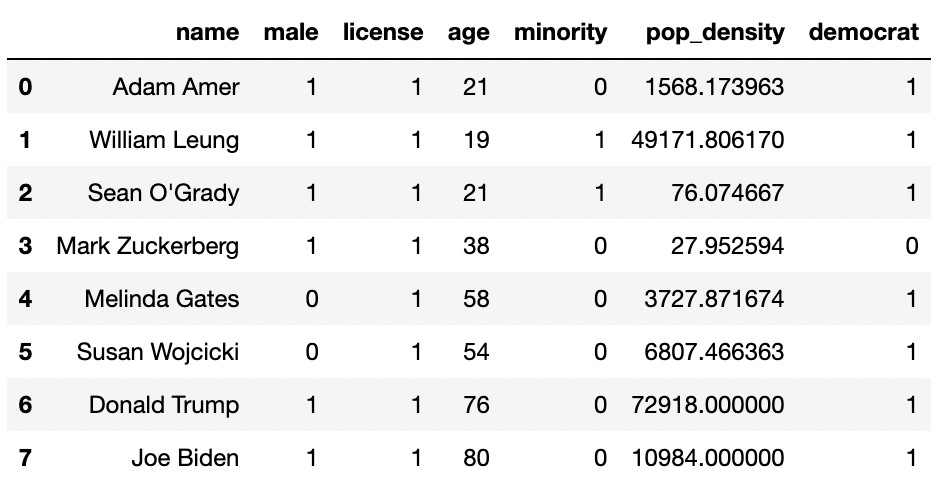 name male license age minority pop_density democrat
0 Adam Amer 1 1 21 0 1568.173963 1
1 William Leung 1 1 19 1 49171.806170 1
2 Sean O'Grady 1 1 21 1 76.074667 1
3 Mark Zuckerberg 1 1 38 0 27.952594 0
4 Melinda Gates 0 1 58 0 3727.871674 1
5 Susan Wojcicki 0 1 54 0 6807.466363 1
6 Donald Trump 1 1 76 0 72918.000000 1
7 Joe Biden 1 1 80 0 10984.000000 1